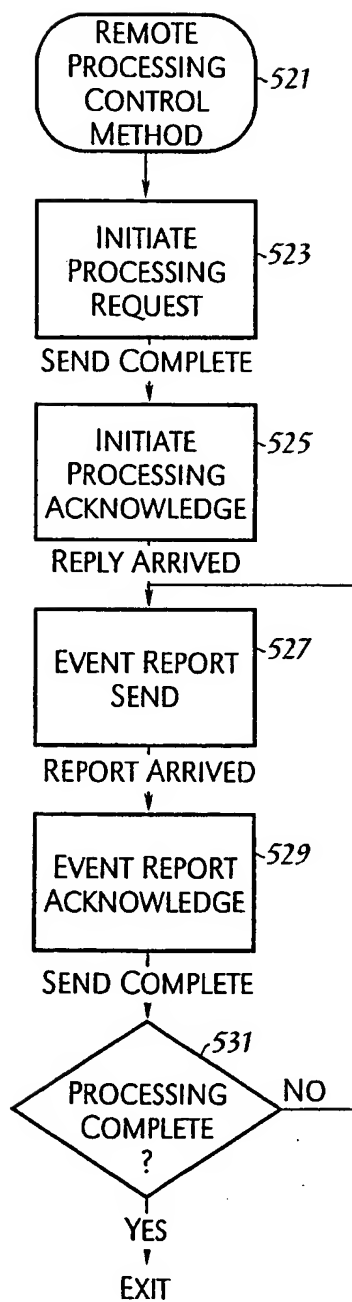 REMOTE
PROCESSING
CONTROL
METHOD
521
INITIATE
PROCESSING
REQUEST
523
SEND COMPLETE
INITIATE
PROCESSING
ACKNOWLEDGE
525
REPLY ARRIVED
EVENT REPORT
SEND
527
REPORT ARRIVED
EVENT REPORT
ACKNOWLEDGE
529
SEND COMPLETE
531
PROCESSING
COMPLETE
?
NO
YES
EXIT